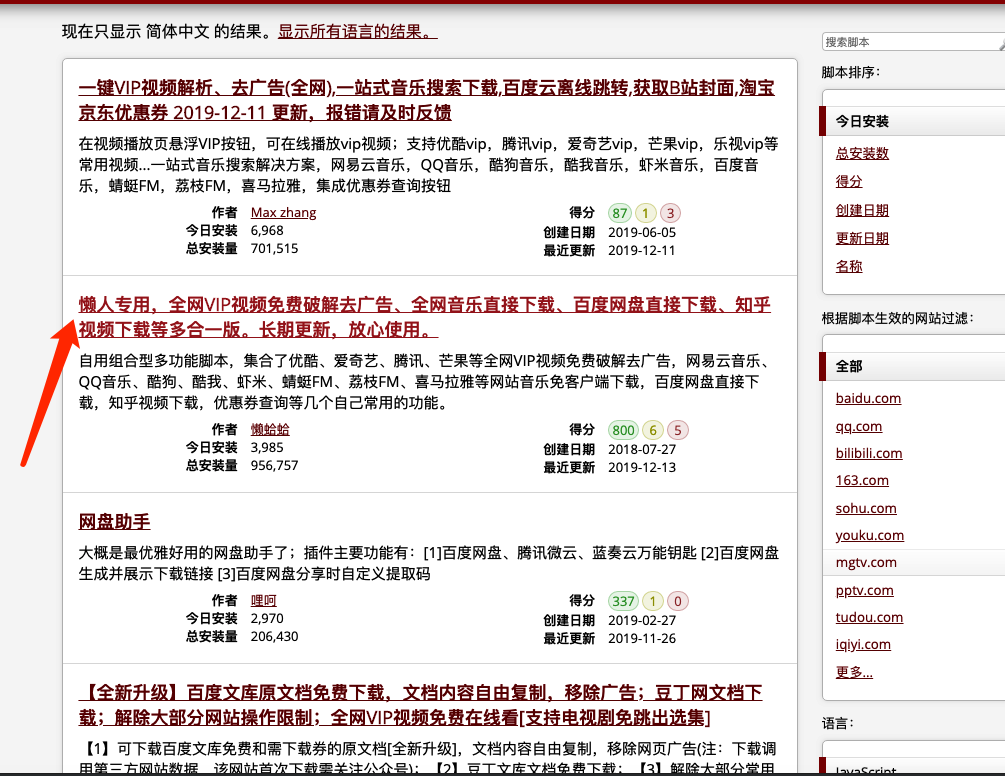 现在只显示 简体中文 的结果。显示所有语言的结果。
一键VIP视频解析、去广告(全网),一站式音乐搜索下载,百度云离线跳转,获取B站封面,淘宝
京东优惠券 2019-12-11 更新，报错请及时反馈
在视频播放页悬浮VIP按钮，可在线播放vip视频；支持优酷vip，腾讯vip，爱奇艺vip，芒果vip，乐视vip等
常用视频...一站式音乐搜索解决方案，网易云音乐，QQ音乐，酷狗音乐，酷我音乐，虾米音乐，百度音
乐，蜻蜓FM，荔枝FM，喜马拉雅，集成优惠券查询按钮
作者 Max zhang 得分 87 1 3
今日安装 6,968 创建日期 2019-06-05
总安装量 701,515 最近更新 2019-12-11
懒人专用，全网VIP视频免费破解去广告、全网音乐直接下载、百度网盘直接下载、知乎
视频下载等多合一版。长期更新，放心使用。
自用组合型多功能脚本，集合了优酷、爱奇艺、腾讯、芒果等全网VIP视频免费破解去广告，网易云音乐、
QQ音乐、酷狗、酷我、虾米、蜻蜓FM、荔枝FM、喜马拉雅等网站音乐免客户端下载，百度网盘直接下
载，知乎视频下载，优惠券查询等几个自己常用的功能。
作者 懒蛤蛤 得分 800 6 5
今日安装 3,985 创建日期 2018-07-27
总安装量 956,757 最近更新 2019-12-13
网盘助手
大概是最优雅好用的网盘助手了；插件主要功能有：[1]百度网盘、腾讯微云、蓝奏云万能钥匙 [2]百度网盘
生成并展示下载链接 [3]百度网盘分享时自定义提取码
作者 哩呵 得分 337 1 0
今日安装 2,970 创建日期 2019-02-27
总安装量 206,430 最近更新 2019-11-26
【全新升级】百度文库原文档免费下载，文档内容自由复制，移除广告；豆丁网文档下
载；解除大部分网站操作限制；全网VIP视频免费在线看[支持电视剧免跳出选集]
【1】可下载百度文库免费和需下载券的原文档[全新升级]，文档内容自由复制，移除网页广告(注：下载调
用第三方网站数据，该网站首次下载需关注公众号)；【2】豆丁文库文档免费下载；【3】解除大部分常用
搜索脚本
脚本排序：
今日安装
总安装数
得分
创建日期
更新日期
名称
根据脚本生效的网站过滤：
全部
baidu.com
qq.com
bilibili.com
163.com
sohu.com
youku.com
mgtv.com
pptv.com
tudou.com
iqiyi.com
更多...
语言：
JavaScript